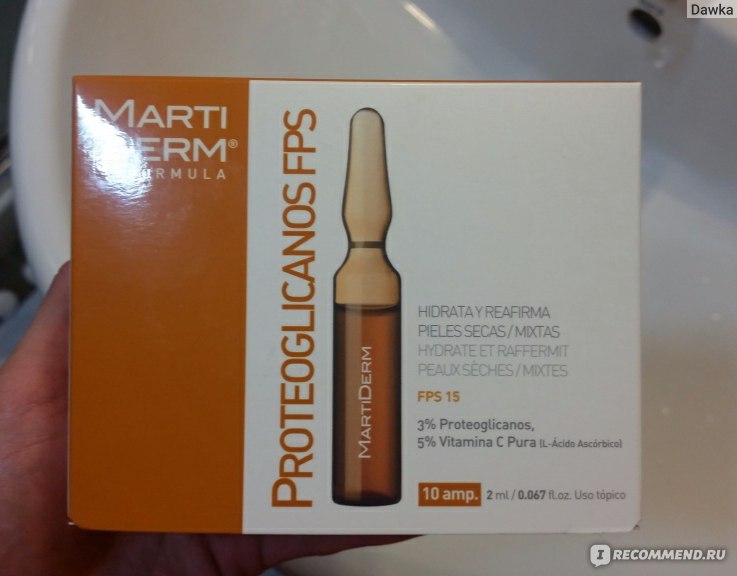 Dawka
MARTI
DERM®
FORMULA
PROTEOGLICANOS FPS
MARTIDERM
HIDRATA Y REAFIRMA
PIELES SECAS / MIXTAS
HYDRATE ET RAFFERMIT
PEAUX SÈCHES / MIXTES
FPS 15
3% Proteoglicanos,
5% Vitamina C Pura (L-Ácido Ascórbico)
10 amp. 2 ml / 0.067 fl.oz. Uso tópico
I RECOMMEND.RU